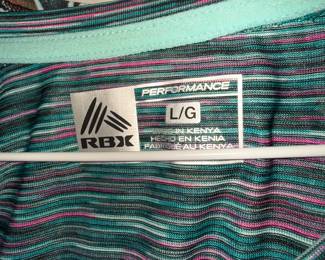 PERFORMANCE
L/G
RBX
IN KENYA
HECHO EN KENIA
FABRIQUÉ AU KENYA